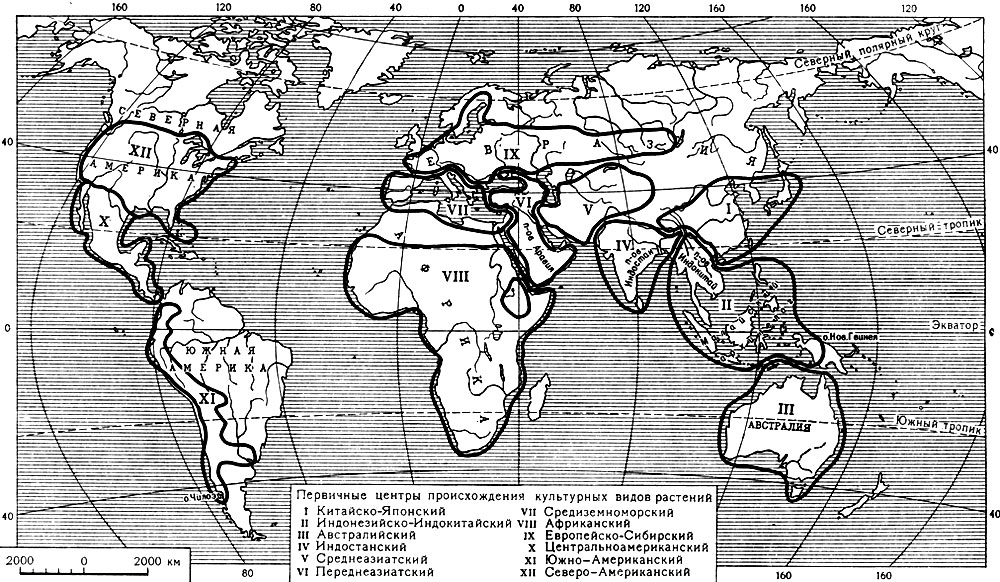 160 120 80 40 0 40 80 120 160 160 120
Северный полярный круг
СЕВЕРНАЯ
АМЕРИКА
XII
ЕВРАЗИЯ
IX
40
40
X
VII
VI
V
I
п-ов Аравия
IV
п-ов Индостан
п-ов Индокитай
Северный тропик
АФРИКА
VIII
II
Экватор
0
о.Нов.Гвинея
ЮЖНАЯ
АМЕРИКА
XI
III
АВСТРАЛИЯ
Южный тропик
о.Чилоэ
40
40
Первичные центры происхождения культурных видов растений
I Китайско-Японский
II Индонезийско-Индокитайский
III Австралийский
IV Индостанский
V Среднеазиатский
VI Переднеазиатский
VII Средиземноморский
VIII Африканский
IX Европейско-Сибирский
X Центральноамериканский
XI Южно-Американский
XII Северо-Американский
2000 0 2000 км
80 160 160